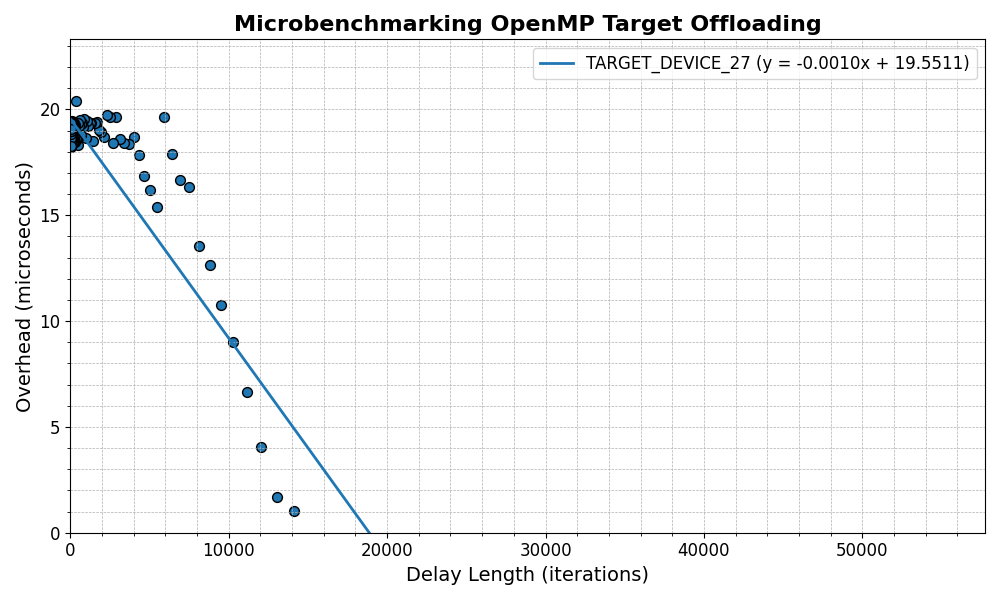 Microbenchmarking OpenMP Target Offloading
TARGET_DEVICE_27 (y = -0.0010x + 19.5511)
Overhead (microseconds)
20
15
10
5
0
0 10000 20000 30000 40000 50000
Delay Length (iterations)